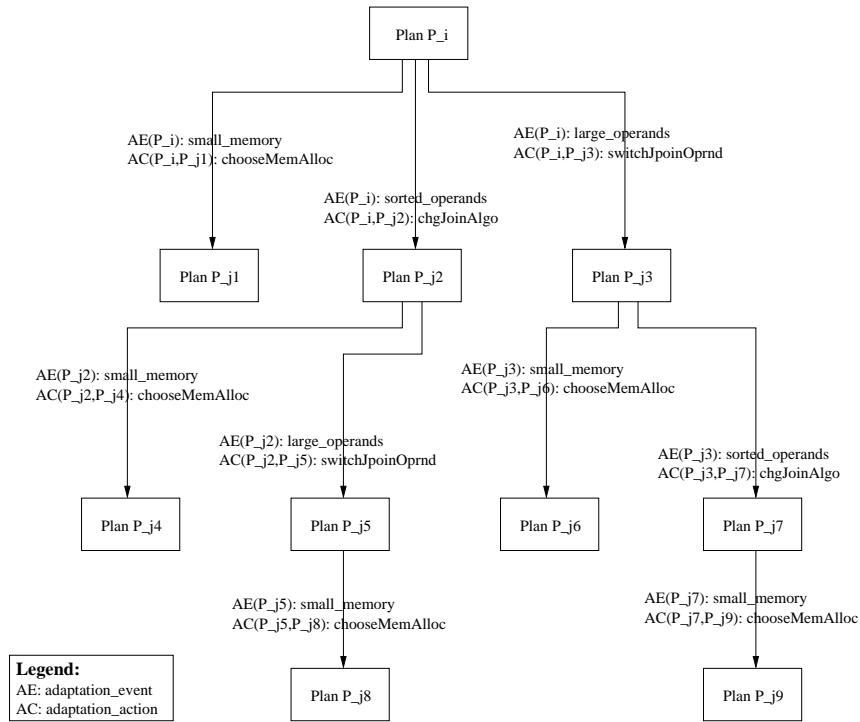 Plan P_i
AE(P_i): small_memory
AC(P_i,P_j1): chooseMemAlloc
AE(P_i): large_operands
AC(P_i,P_j3): switchJpoinOprnd
AE(P_i): sorted_operands
AC(P_i,P_j2): chgJoinAlgo
Plan P_j1
Plan P_j2
Plan P_j3
AE(P_j2): small_memory
AC(P_j2,P_j4): chooseMemAlloc
AE(P_j3): small_memory
AC(P_j3,P_j6): chooseMemAlloc
AE(P_j2): large_operands
AC(P_j2,P_j5): switchJpoinOprnd
AE(P_j3): sorted_operands
AC(P_j3,P_j7): chgJoinAlgo
Plan P_j4
Plan P_j5
Plan P_j6
Plan P_j7
AE(P_j5): small_memory
AC(P_j5,P_j8): chooseMemAlloc
AE(P_j7): small_memory
AC(P_j7,P_j9): chooseMemAlloc
Legend:
AE: adaptation_event
AC: adaptation_action
Plan P_j8
Plan P_j9